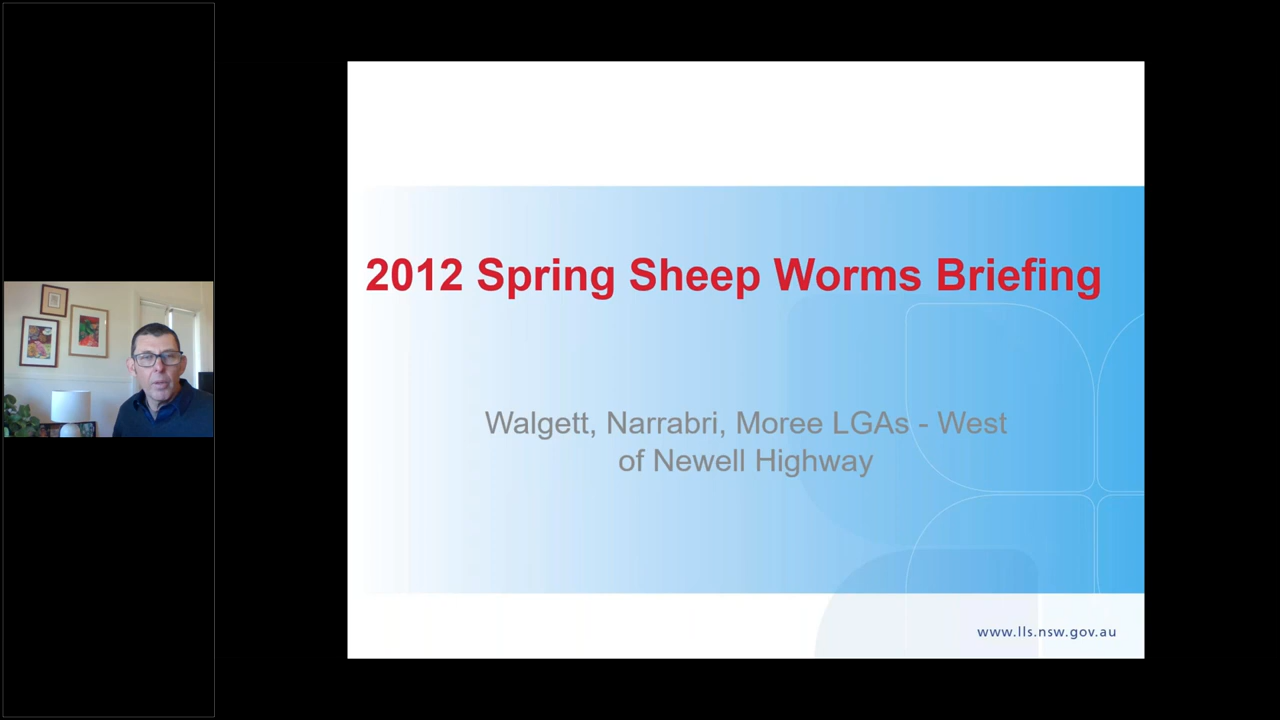 2012 Spring Sheep Worms Briefing
Walgett, Narrabri, Moree LGAs - West
of Newell Highway
www.lls.nsw.gov.au